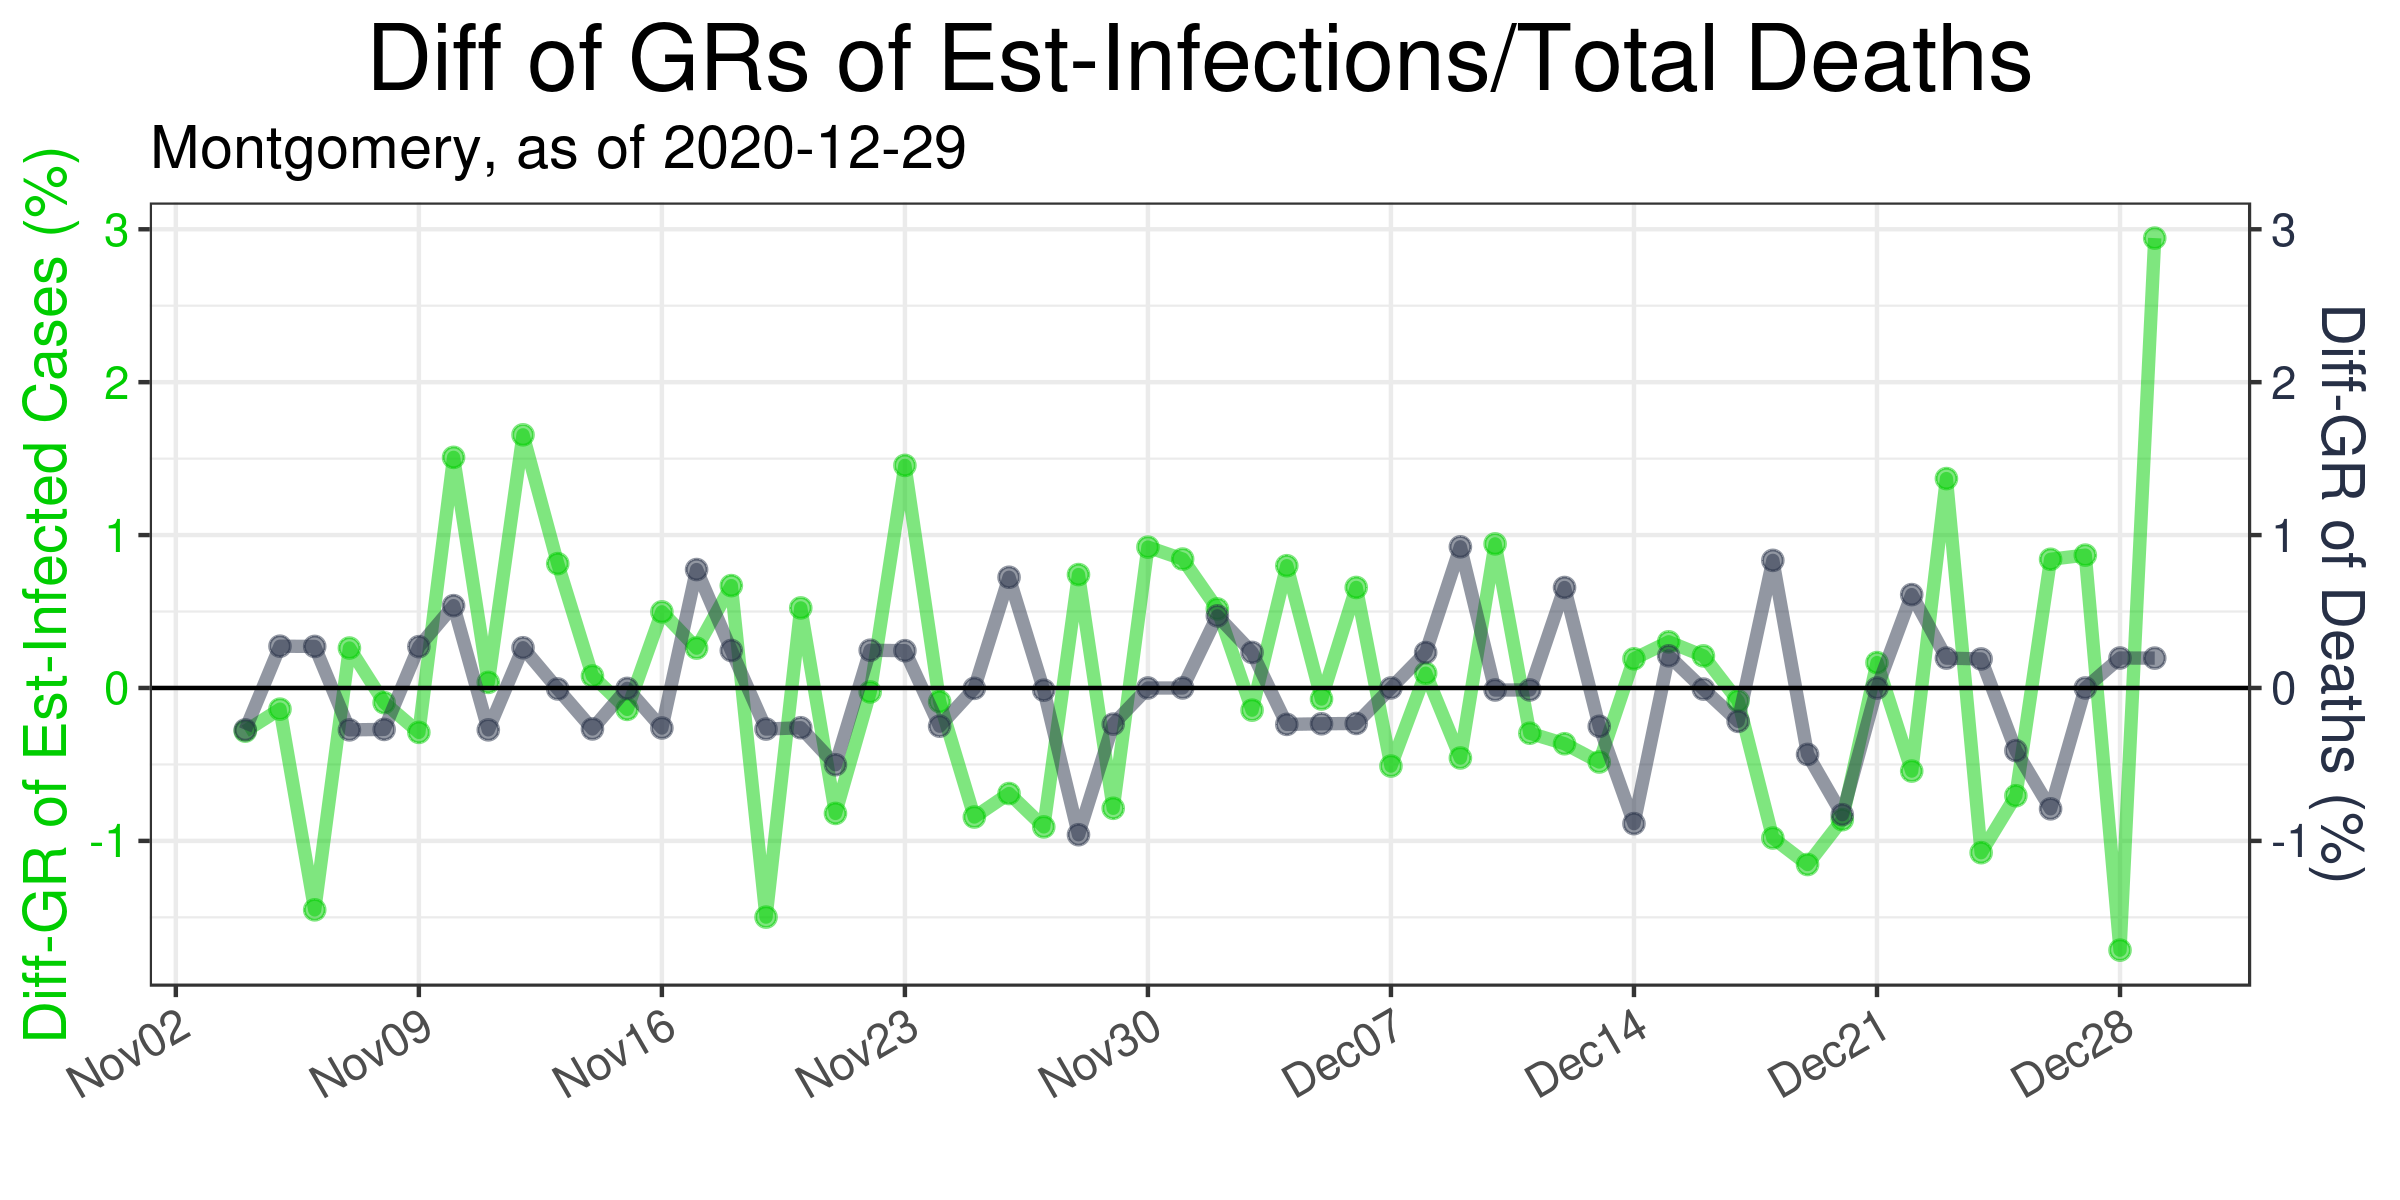 Diff of GRs of Est-Infections/Total Deaths
Montgomery, as of 2020-12-29
Diff-GR of Est-Infected Cases (%)
3
2
1
0
-1
3
2
1
0
-1
Diff-GR of Deaths (%)
Nov02
Nov09
Nov16
Nov23
Nov30
Dec07
Dec14
Dec21
Dec28